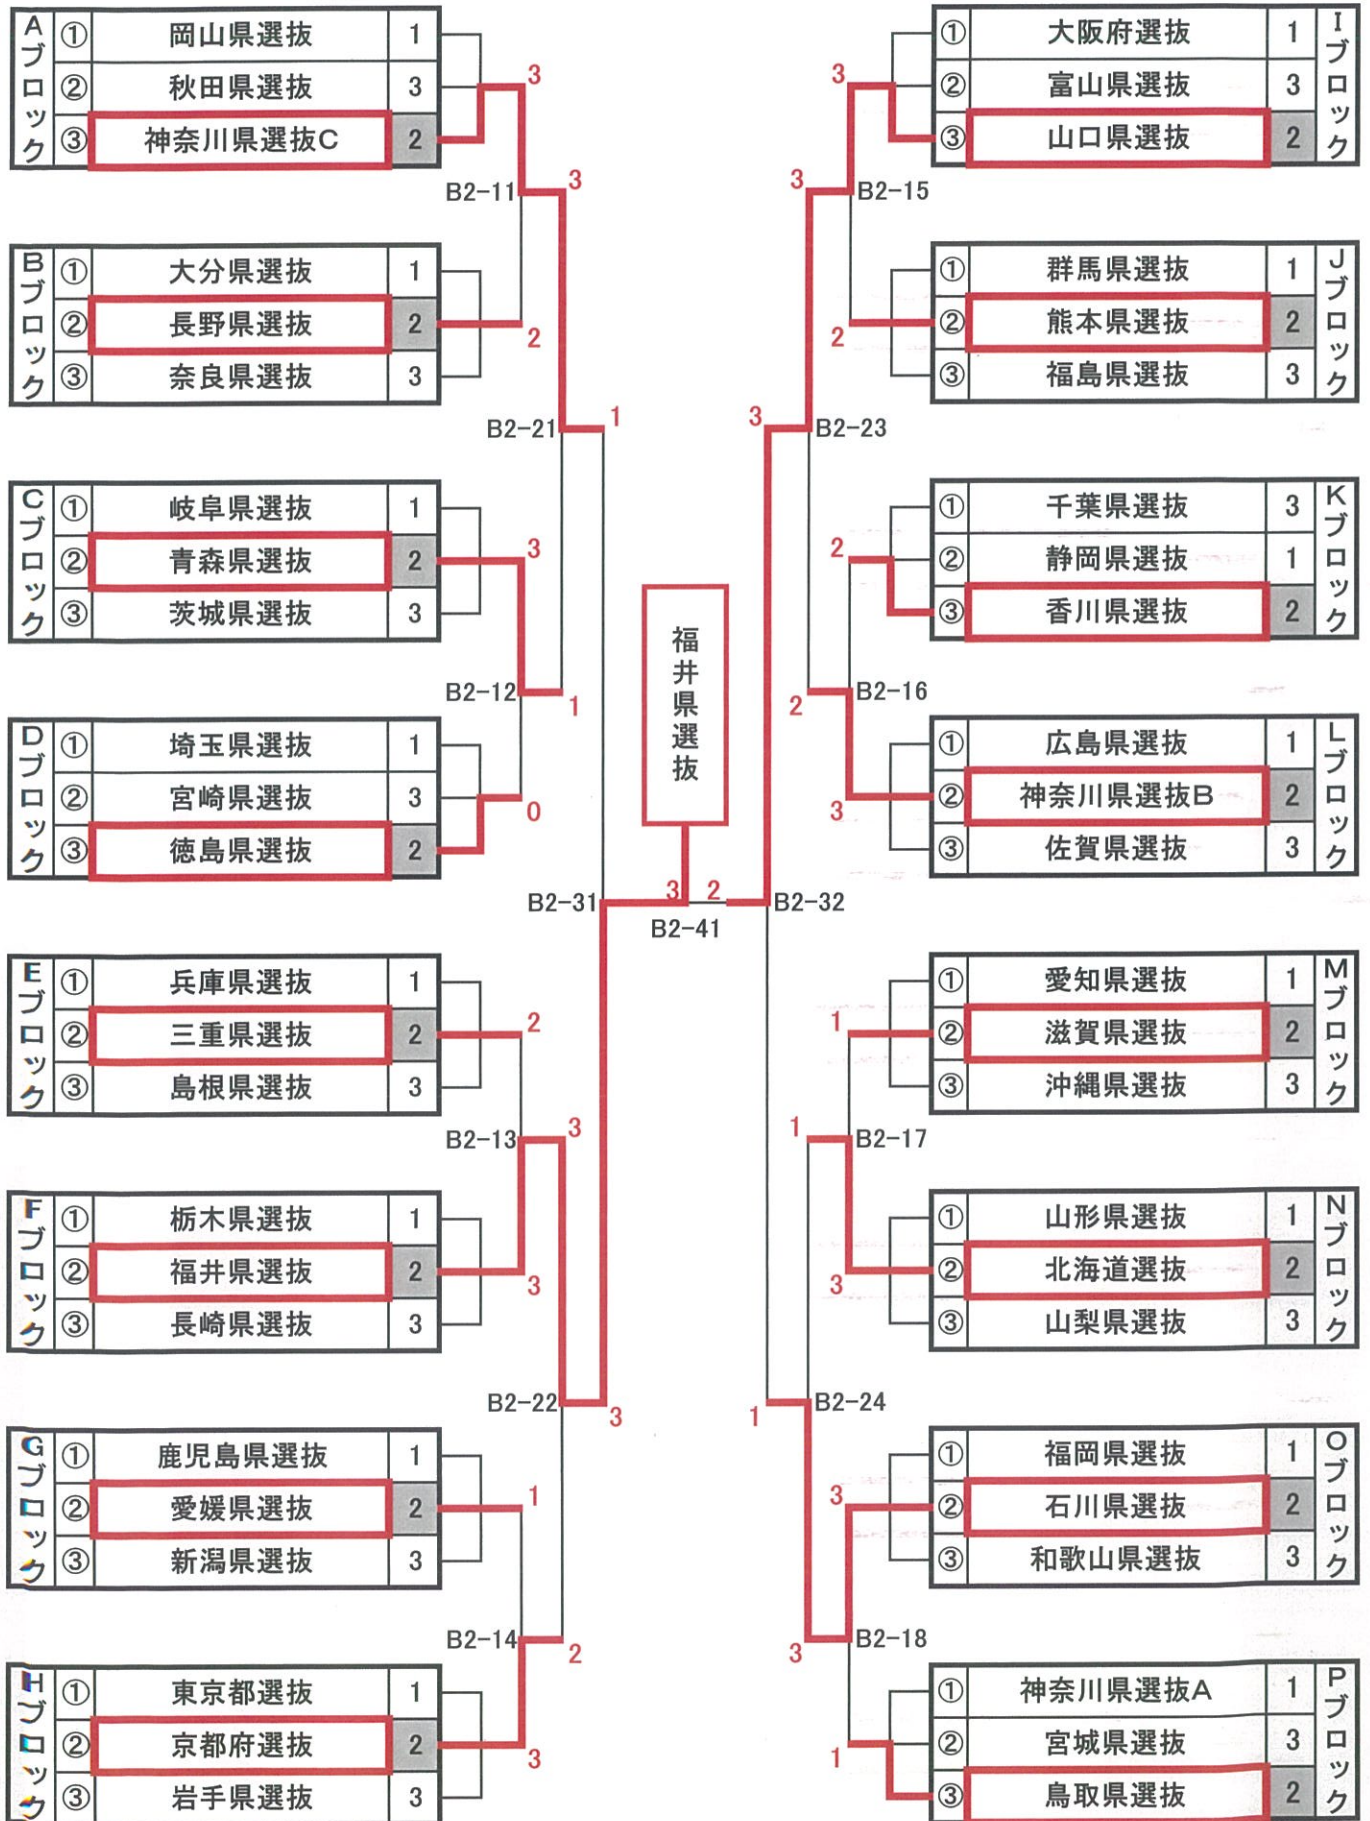 Aブロック
① 岡山県選抜 1
② 秋田県選抜 3
③ 神奈川県選抜C 2
3
B2-11
3
Bブロック
① 大分県選抜 1
② 長野県選抜 2
③ 奈良県選抜 3
2
B2-21
1
Cブロック
① 岐阜県選抜 1
② 青森県選抜 2
③ 茨城県選抜 3
3
B2-12
1
Dブロック
① 埼玉県選抜 1
② 宮崎県選抜 3
③ 徳島県選抜 2
0
B2-31
Eブロック
① 兵庫県選抜 1
② 三重県選抜 2
③ 島根県選抜 3
2
B2-13
3
Fブロック
① 栃木県選抜 1
② 福井県選抜 2
③ 長崎県選抜 3
3
B2-22
3
Gブロック
① 鹿児島県選抜 1
② 愛媛県選抜 2
③ 新潟県選抜 3
1
B2-14
2
Hブロック
① 東京都選抜 1
② 京都府選抜 2
③ 岩手県選抜 3
3
福井県選抜
3 2
B2-41
Iブロック
① 大阪府選抜 1
② 富山県選抜 3
③ 山口県選抜 2
3
3
B2-15
Jブロック
① 群馬県選抜 1
② 熊本県選抜 2
③ 福島県選抜 3
2
3
B2-23
Kブロック
① 千葉県選抜 3
② 静岡県選抜 1
③ 香川県選抜 2
2
2
B2-16
Lブロック
① 広島県選抜 1
② 神奈川県選抜B 2
③ 佐賀県選抜 3
3
B2-32
Mブロック
① 愛知県選抜 1
② 滋賀県選抜 2
③ 沖縄県選抜 3
1
1
B2-17
Nブロック
① 山形県選抜 1
② 北海道選抜 2
③ 山梨県選抜 3
3
1
B2-24
Oブロック
① 福岡県選抜 1
② 石川県選抜 2
③ 和歌山県選抜 3
3
3
B2-18
Pブロック
① 神奈川県選抜A 1
② 宮城県選抜 3
③ 鳥取県選抜 2
1